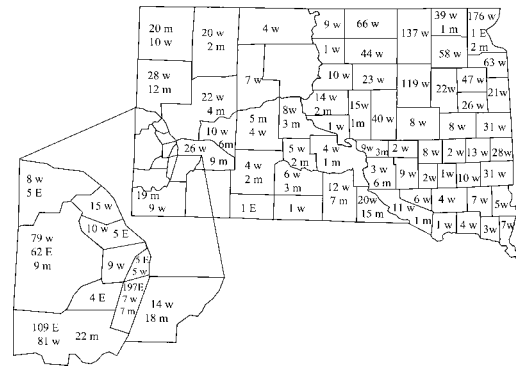 20 m
10 w
20 w
2 m
4 w
9 w
66 w
137 w
39 w
1 m
176 w
1 E
2 m
1 w
44 w
58 w
63 w
28 w
12 m
7 w
10 w
23 w
119 w
22w
47 w
21w
22 w
4 m
14 w
2 m
15w
1m
40 w
26 w
8w
3 m
5 m
4 w
1 w
8 w
8 w
31 w
10 w
6m
26 w
9 m
5 w
2 m
4 w
1 m
9w
3m
2 w
8 w
2 w
13 w
28w
4 w
2 m
6 w
3 m
3 w
6 m
9 w
2w
1w
10 w
31 w
19 m
9 w
1 E
1 w
12 w
7 m
20w
15 m
11 w
6 w
1 m
4 w
7 w
5w
1 w
4 w
3w
7w
8 w
5 E
15 w
10 w
5 E
79 w
62 E
9 m
9 w
5 w
4 E
197E
7 w
7 m
14 w
18 m
109 E
81 w
22 m